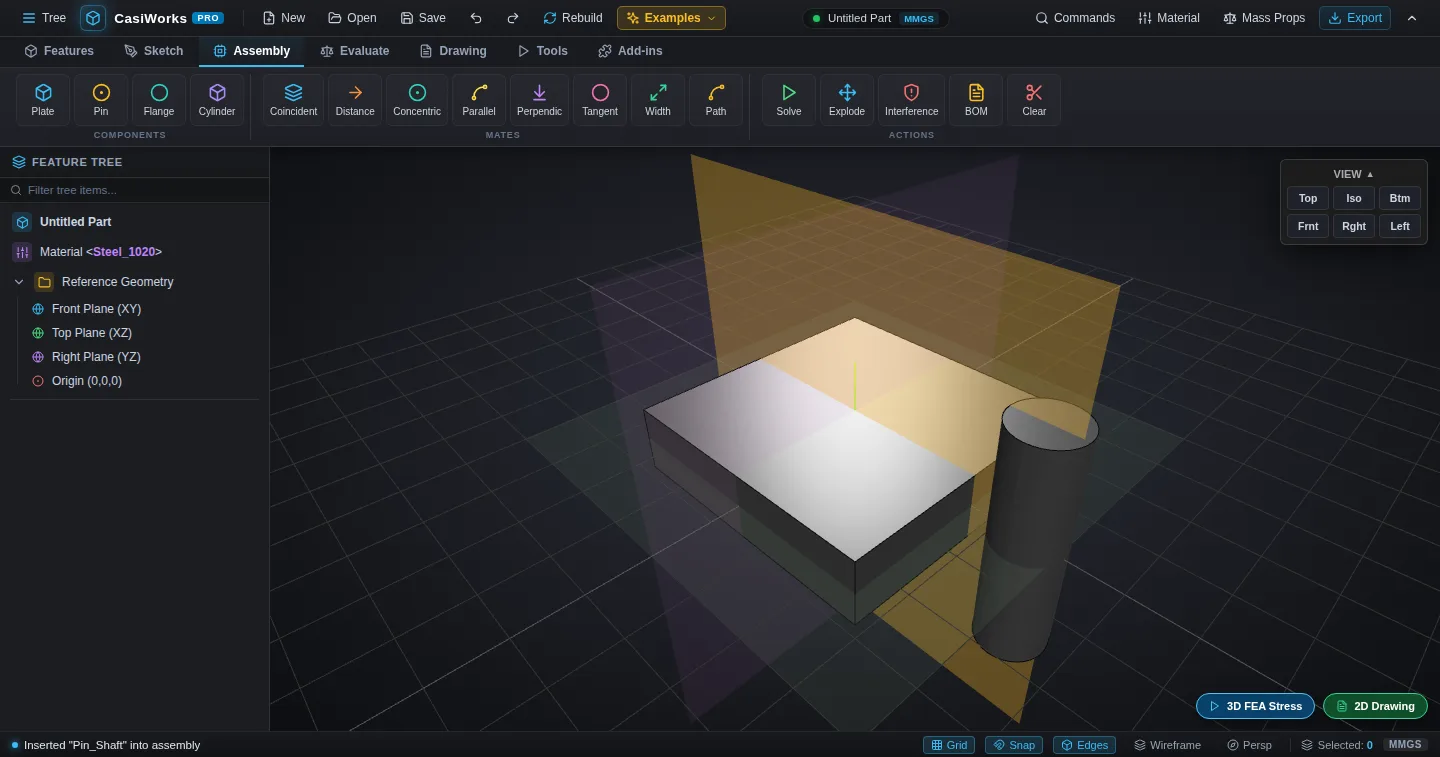 Tree
CasiWorks PRO
New
Open
Save
Rebuild
Examples
Untitled Part MMGS
Commands
Material
Mass Props
Export
Features
Sketch
Assembly
Evaluate
Drawing
Tools
Add-ins
Plate
Pin
Flange
Cylinder
COMPONENTS
Coincident
Distance
Concentric
Parallel
Perpendic
Tangent
Width
Path
MATES
Solve
Explode
Interference
BOM
Clear
ACTIONS
FEATURE TREE
Filter tree items...
Untitled Part
Material <Steel_1020>
Reference Geometry
Front Plane (XY)
Top Plane (XZ)
Right Plane (YZ)
Origin (0,0,0)
VIEW ▲
Top
Iso
Btm
Frnt
Rght
Left
3D FEA Stress
2D Drawing
Inserted "Pin_Shaft" into assembly
Grid
Snap
Edges
Wireframe
Persp
Selected: 0
MMGS